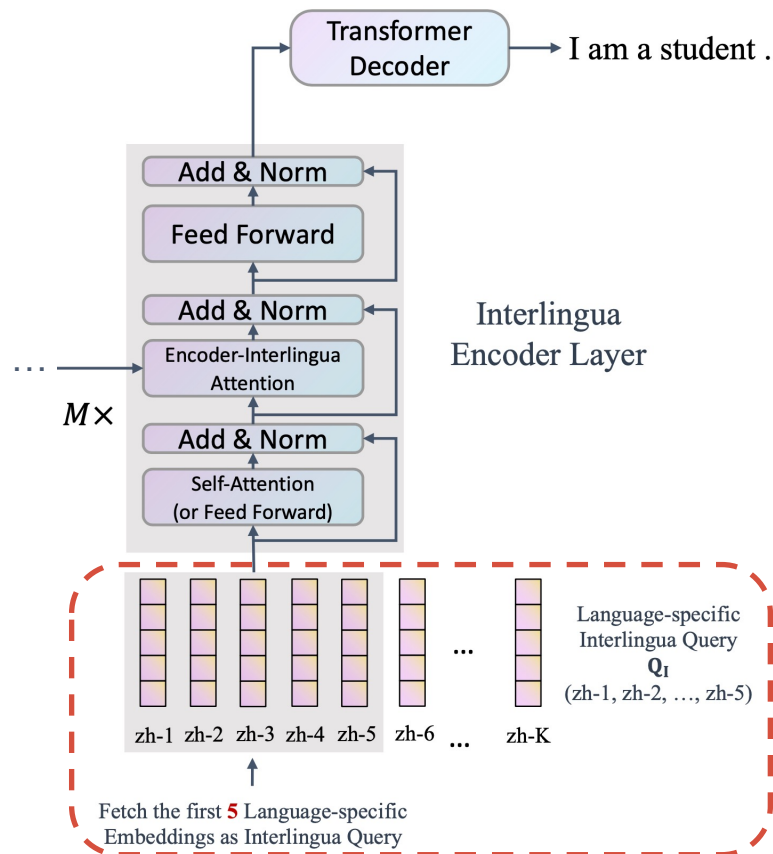 Transformer
Decoder
I am a student .
Add & Norm
Feed Forward
Add & Norm
Interlingua
Encoder Layer
Encoder-Interlingua
Attention
...
M×
Add & Norm
Self-Attention
(or Feed Forward)
Language-specific
Interlingua Query
Q_I
(zh-1, zh-2, …, zh-5)
...
zh-1 zh-2 zh-3 zh-4 zh-5 zh-6 ... zh-K
Fetch the first 5 Language-specific
Embeddings as Interlingua Query